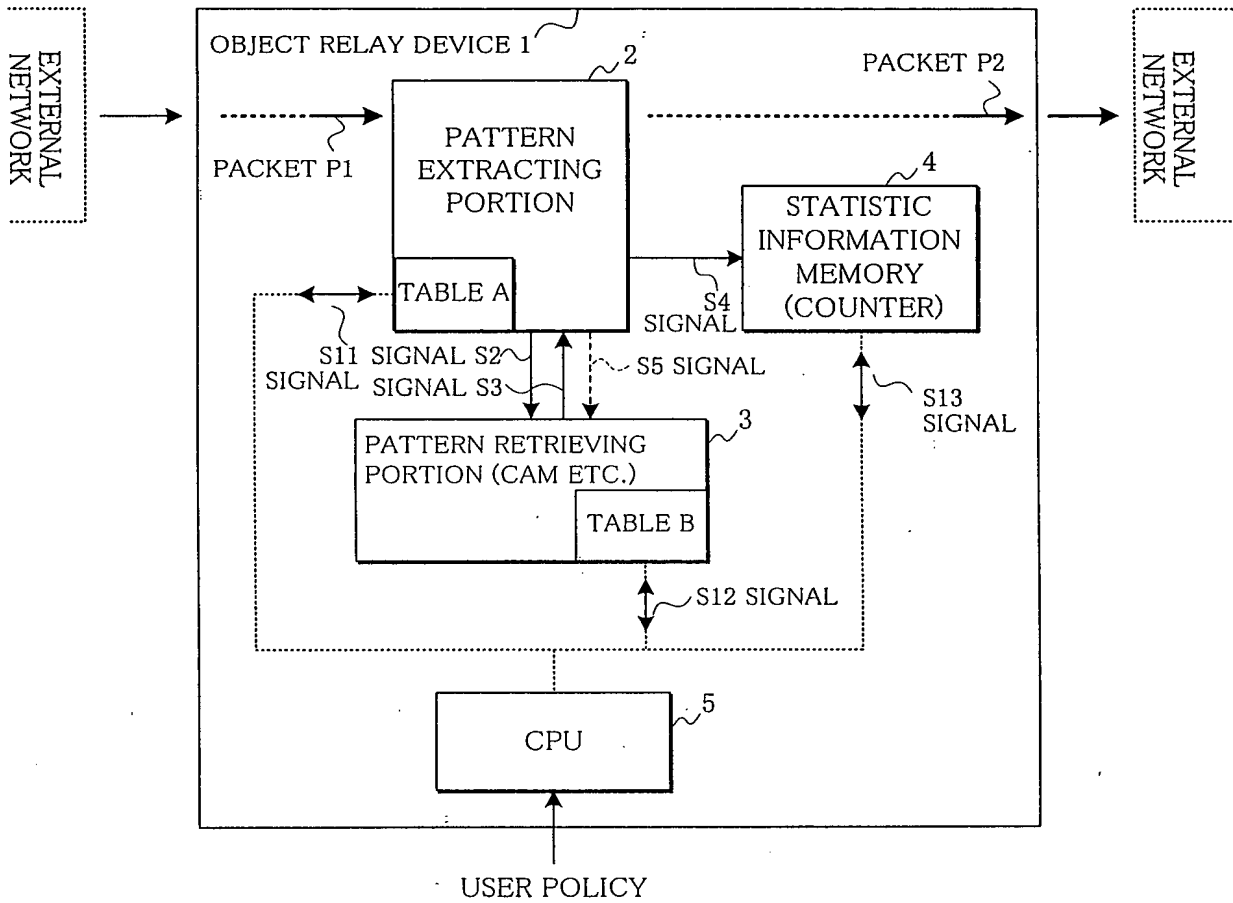 EXTERNAL
NETWORK
OBJECT RELAY DEVICE 1
2
PACKET P2
EXTERNAL
NETWORK
PACKET P1
PATTERN
EXTRACTING
PORTION
4
STATISTIC
INFORMATION
MEMORY
(COUNTER)
TABLE A
S4
SIGNAL
S11 SIGNAL S2
SIGNAL SIGNAL S3
S5 SIGNAL
S13
SIGNAL
3
PATTERN RETRIEVING
PORTION (CAM ETC.)
TABLE B
S12 SIGNAL
5
CPU
USER POLICY